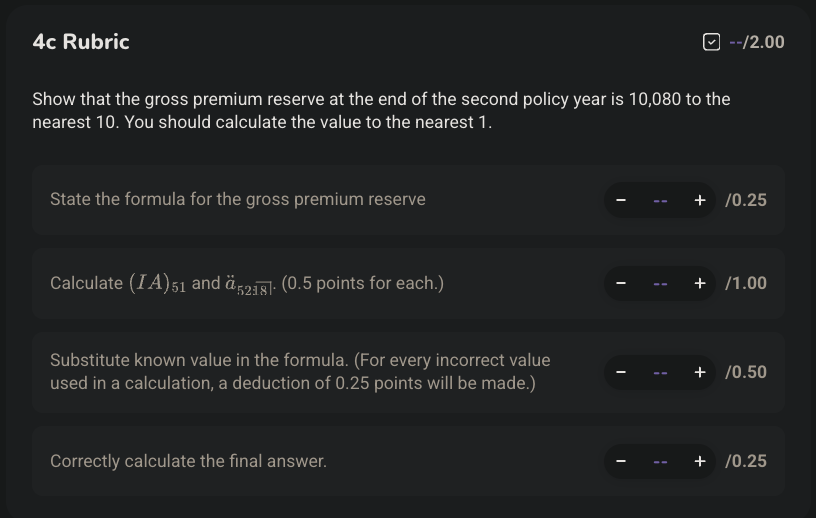 4c Rubric
--/2.00
Show that the gross premium reserve at the end of the second policy year is 10,080 to the
nearest 10. You should calculate the value to the nearest 1.
State the formula for the gross premium reserve
− -- + /0.25
Calculate (IA)₅₁ and ä₅₂:₁₈̅|. (0.5 points for each.)
− -- + /1.00
Substitute known value in the formula. (For every incorrect value
used in a calculation, a deduction of 0.25 points will be made.)
− -- + /0.50
Correctly calculate the final answer.
− -- + /0.25